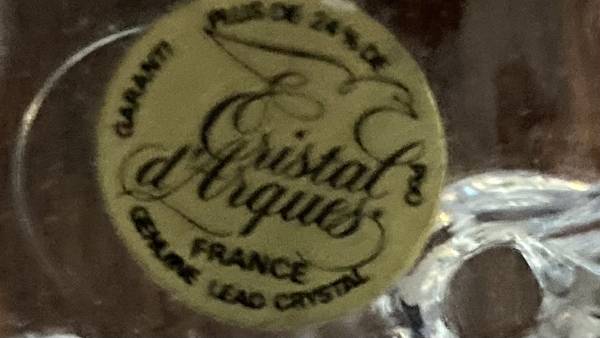 GARANTI PLUS DE 24% DE PbO
Cristal
d'Arques
FRANCE
GENUINE LEAD CRYSTAL